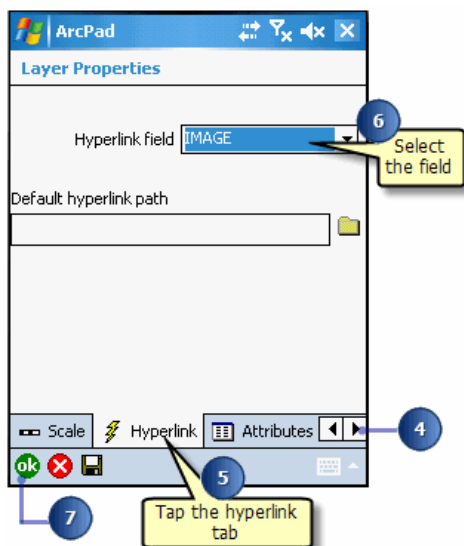 ArcPad
Layer Properties
6
Hyperlink field IMAGE
Select
the field
Default hyperlink path
Scale Hyperlink Attributes
4
ok
5
7
Tap the hyperlink
tab